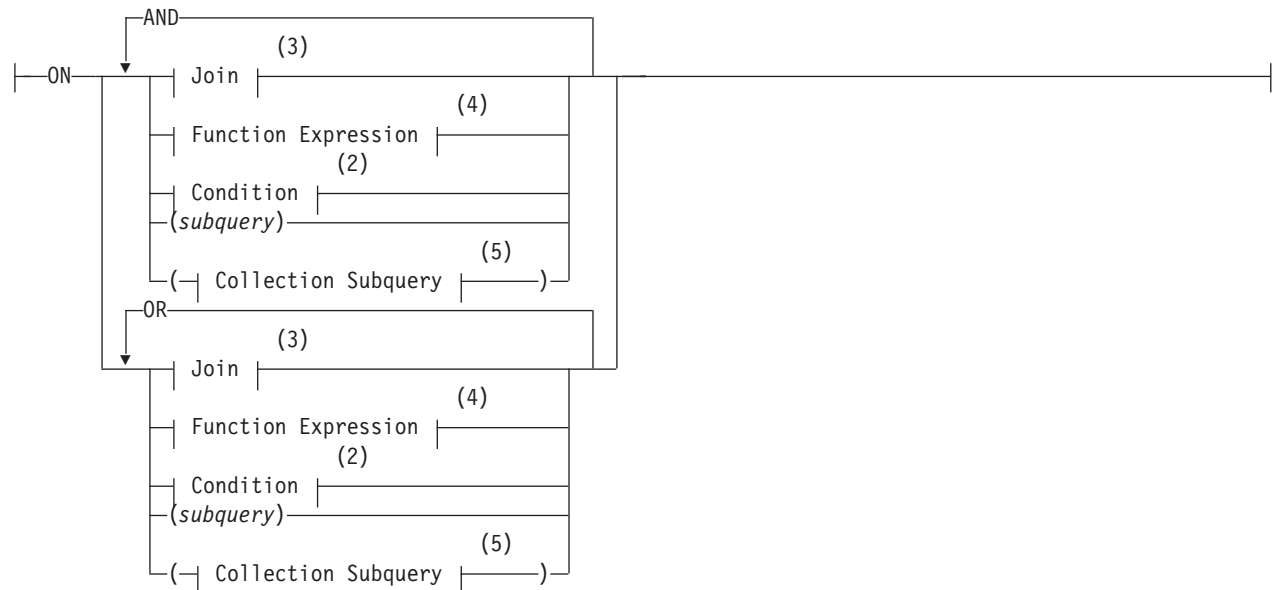 AND
(3)
ON Join
(4)
Function Expression
(2)
Condition
(subquery)
(5)
( Collection Subquery )
OR
(3)
Join
(4)
Function Expression
(2)
Condition
(subquery)
(5)
( Collection Subquery )